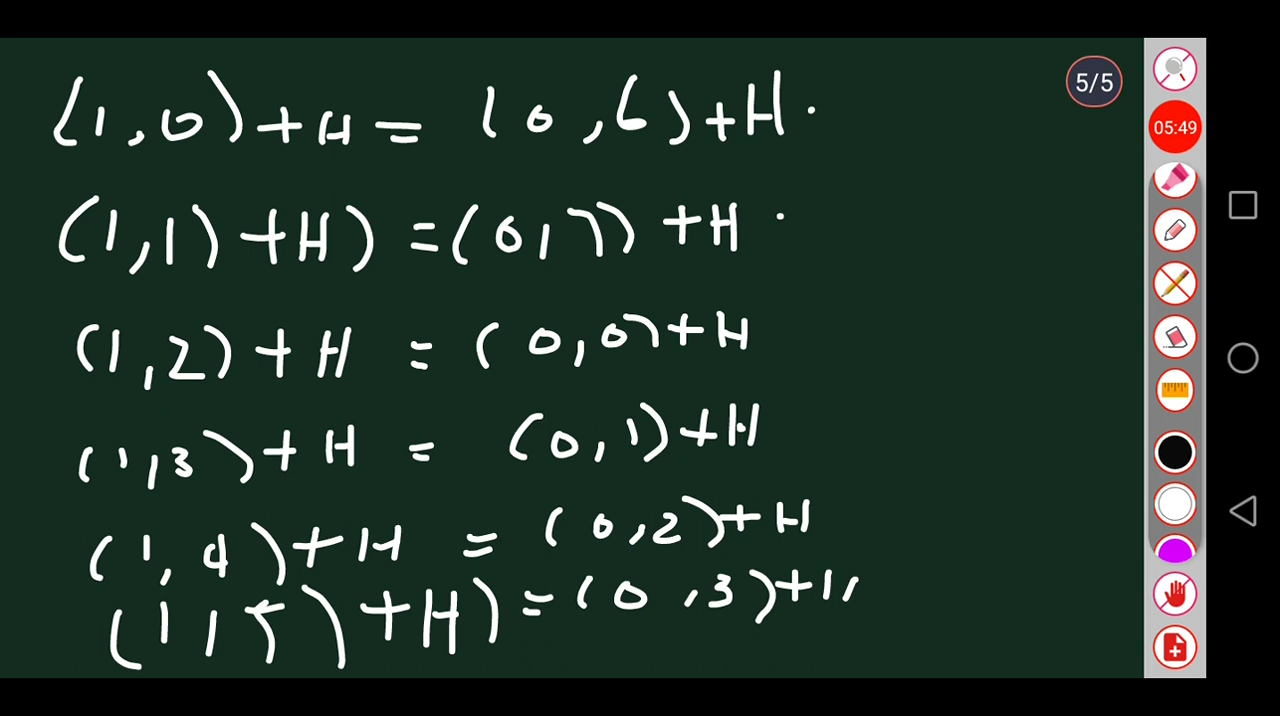 (1,0)+H = (0,6)+H.
5/5
05:49
(1,1)+H) =(0,7)) +H.
(1,2)+H = (0,0)+H
(1,3)+H = (0,1)+H
(1,4)+H = (0,2)+H
(1,5)+H) = (0,3)+H